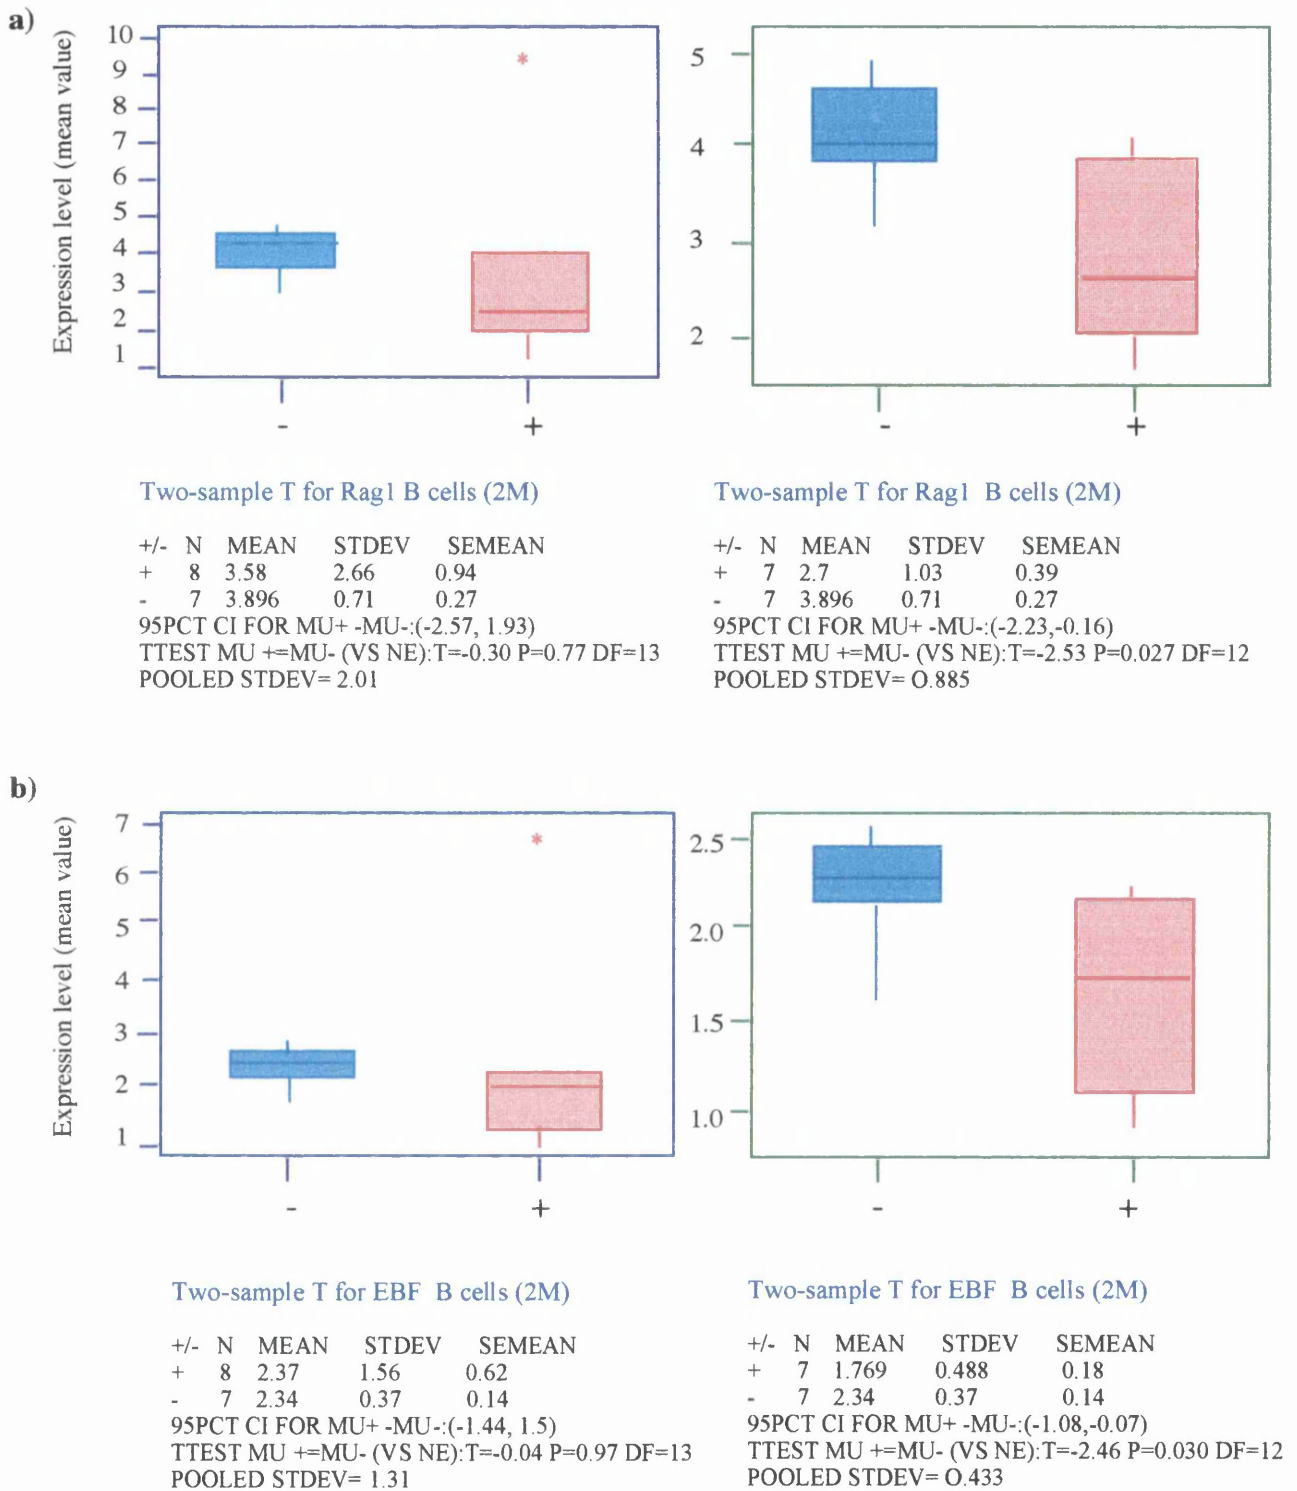 a)
Expression level (mean value)
10
9
8
7
6
5
4
3
2
1
-
+
5
4
3
2
-
+
Two-sample T for Rag1 B cells (2M)
+/- N MEAN STDEV SEMEAN
+ 8 3.58 2.66 0.94
- 7 3.896 0.71 0.27
95PCT CI FOR MU+ -MU-:(-2.57, 1.93)
TTEST MU +=MU- (VS NE):T=-0.30 P=0.77 DF=13
POOLED STDEV= 2.01
Two-sample T for Rag1 B cells (2M)
+/- N MEAN STDEV SEMEAN
+ 7 2.7 1.03 0.39
- 7 3.896 0.71 0.27
95PCT CI FOR MU+ -MU-:(-2.23,-0.16)
TTEST MU +=MU- (VS NE):T=-2.53 P=0.027 DF=12
POOLED STDEV= O.885
b)
Expression level (mean value)
7
6
5
4
3
2
1
-
+
2.5
2.0
1.5
1.0
-
+
Two-sample T for EBF B cells (2M)
+/- N MEAN STDEV SEMEAN
+ 8 2.37 1.56 0.62
- 7 2.34 0.37 0.14
95PCT CI FOR MU+ -MU-:(-1.44, 1.5)
TTEST MU +=MU- (VS NE):T=-0.04 P=0.97 DF=13
POOLED STDEV= 1.31
Two-sample T for EBF B cells (2M)
+/- N MEAN STDEV SEMEAN
+ 7 1.769 0.488 0.18
- 7 2.34 0.37 0.14
95PCT CI FOR MU+ -MU-:(-1.08,-0.07)
TTEST MU +=MU- (VS NE):T=-2.46 P=0.030 DF=12
POOLED STDEV= O.433